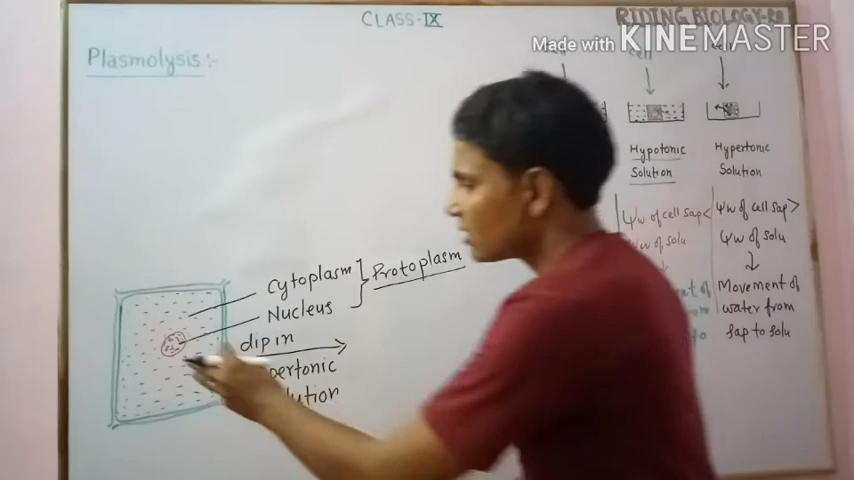 CLASS-IX
RIDING BIOLOGY
Made with KINEMASTER
Plasmolysis:-
cell
Hypotonic
Solution
Hypertonic
Solution
Ψw of cell sap<
Ψw of solu
Ψw of cell sap>
Ψw of solu
Movement of
water from
sap to solu
Cytoplasm
Nucleus
Protoplasm
dip in